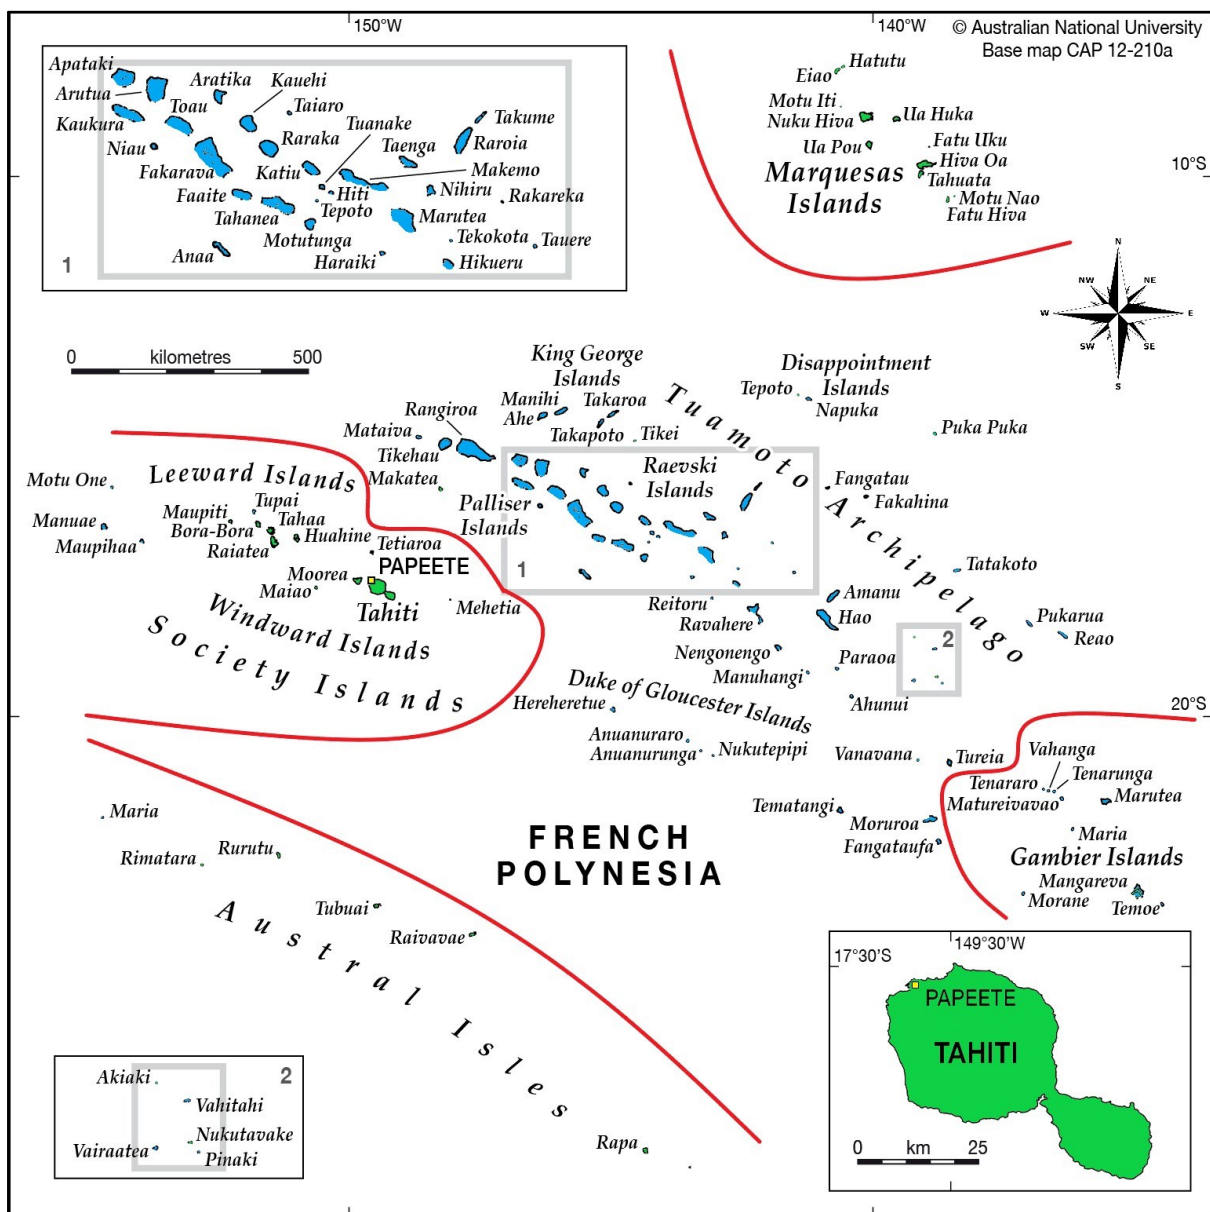 150°W
140°W
© Australian National University
Base map CAP 12-210a
Apataki
Arutua
Kaukura
Niau
Toau
Aratika
Kauehi
Taiaro
Tuanake
Raraka
Fakarava
Katiu
Faaite
Tahanea
Hiti
Tepoto
Motutunga
Anaa
Haraiki
Takume
Raroia
Taenga
Makemo
Nihiru
Rakareka
Marutea
Tekokota
Tauere
Hikueru
1
Hatutu
Eiao
Motu Iti
Nuku Hiva
Ua Huka
Ua Pou
Fatu Uku
Hiva Oa
Tahuata
Motu Nao
Fatu Hiva
Marquesas
Islands
10°S
N
NE
E
SE
S
SW
W
NW
0 kilometres 500
King George
Islands
Disappointment
Islands
Tepoto
Napuka
Puka Puka
Manihi
Ahe
Takaroa
Takapoto
Tikei
Rangiroa
Mataiva
Tikehau
Makatea
Palliser
Islands
Raevski
Islands
1
Tuamoto Archipelago
Fangatau
Fakahina
Tatakoto
Amanu
Hao
Pukarua
Reao
2
Paraoa
Ahunui
Reitoru
Ravahere
Nengonengo
Manuhangi
Duke of Gloucester Islands
Hereheretue
Anuanuraro
Anuanurunga
Nukutepipi
Motu One
Manuae
Maupihaa
Leeward Islands
Tupai
Maupiti
Bora-Bora
Tahaa
Raiatea
Huahine
Tetiaroa
PAPEETE
Moorea
Maiao
Tahiti
Mehetia
Windward Islands
Society Islands
20°S
Vanavana
Tureia
Tematangi
Moruroa
Fangataufa
Vahanga
Tenararo
Tenarunga
Matureivavao
Marutea
Maria
Gambier Islands
Mangareva
Morane
Temoe
FRENCH
POLYNESIA
Maria
Rimatara
Rurutu
Tubuai
Raivavae
Austral Isles
Rapa
2
Akiaki
Vahitahi
Nukutavake
Vairaatea
Pinaki
149°30'W
17°30'S
PAPEETE
TAHITI
0 km 25